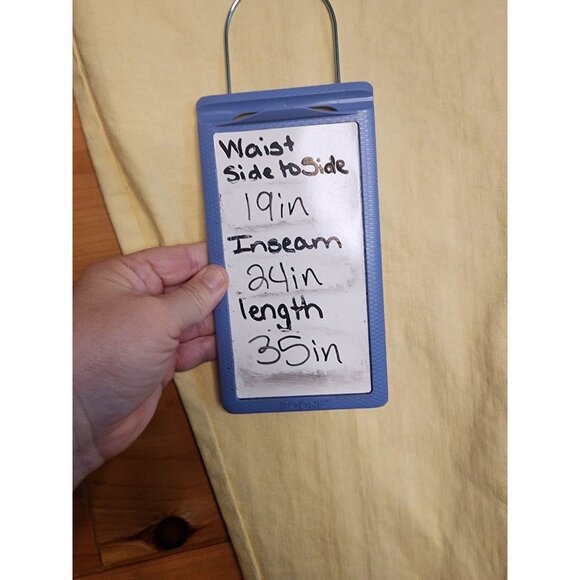 Waist
Side to Side
19in
Inseam
24in
length
35in